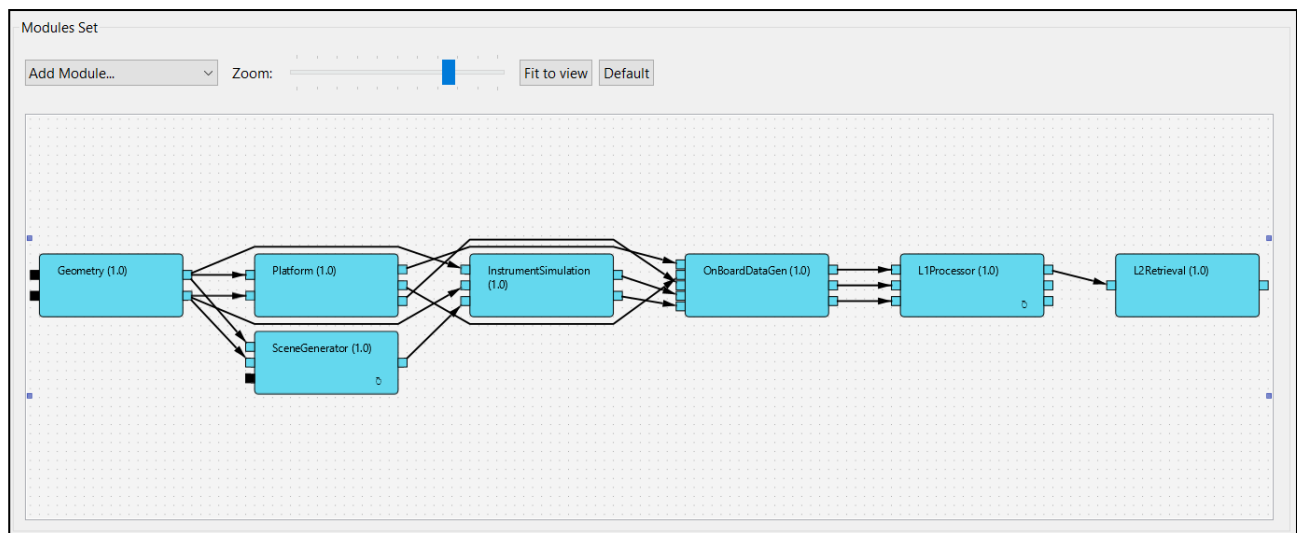 Modules Set
Add Module...
Zoom:
Fit to view
Default
Geometry (1.0)
Platform (1.0)
InstrumentSimulation
(1.0)
OnBoardDataGen (1.0)
L1Processor (1.0)
L2Retrieval (1.0)
SceneGenerator (1.0)